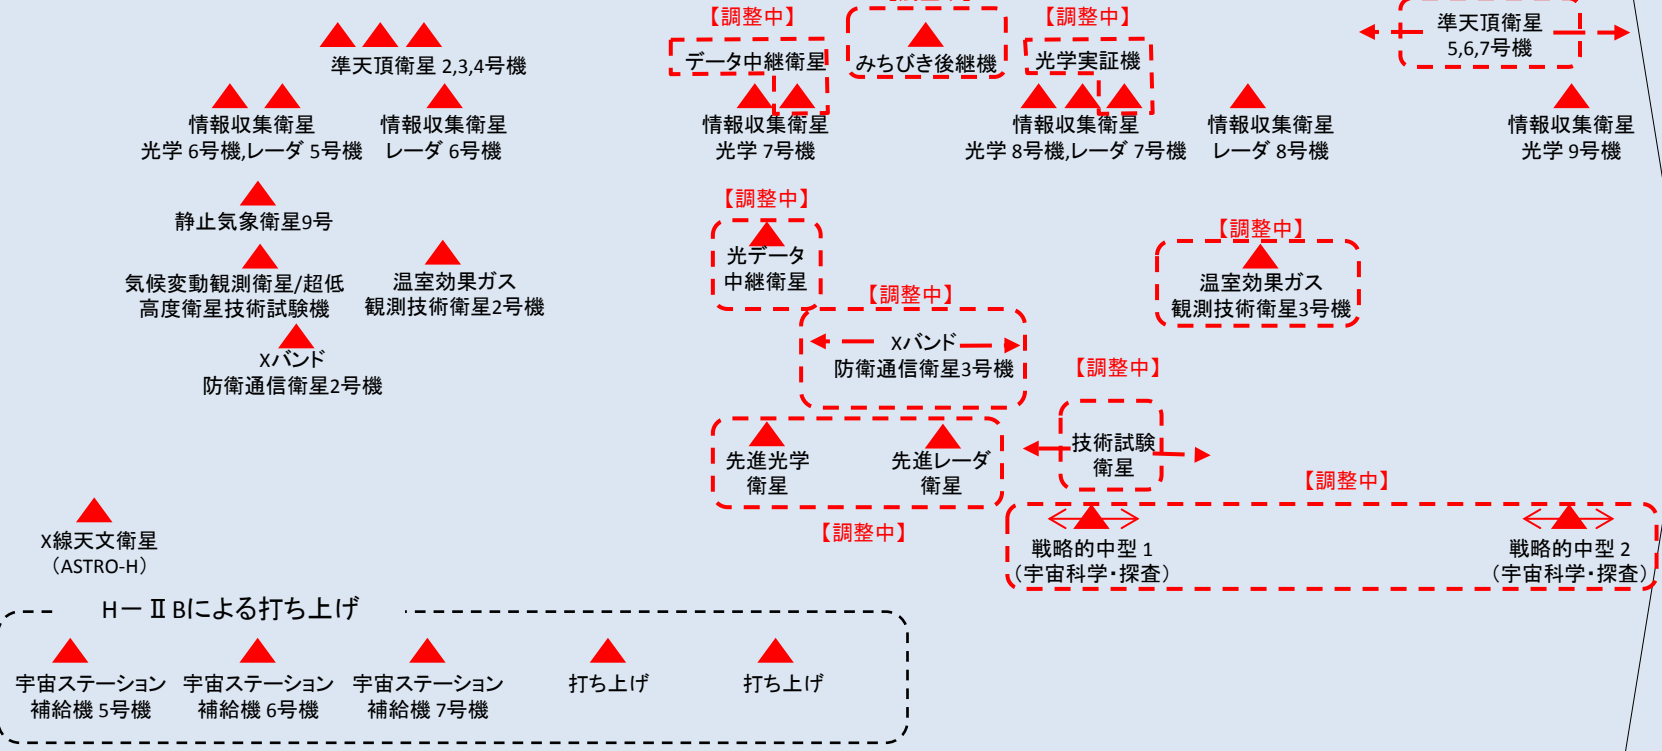 【調整中】
【調整中】
準天頂衛星
5,6,7号機
準天頂衛星 2,3,4号機
データ中継衛星
みちびき後継機
光学実証機
情報収集衛星
光学 6号機,レーダ 5号機
情報収集衛星
レーダ 6号機
情報収集衛星
光学 7号機
情報収集衛星
光学 8号機,レーダ 7号機
情報収集衛星
レーダ 8号機
情報収集衛星
光学 9号機
静止気象衛星9号
【調整中】
光データ
中継衛星
【調整中】
温室効果ガス
観測技術衛星3号機
気候変動観測衛星/超低
高度衛星技術試験機
温室効果ガス
観測技術衛星2号機
【調整中】
Xバンド
防衛通信衛星3号機
Xバンド
防衛通信衛星2号機
【調整中】
技術試験
衛星
先進光学
衛星
先進レーダ
衛星
【調整中】
【調整中】
戦略的中型 1
（宇宙科学・探査）
戦略的中型 2
（宇宙科学・探査）
X線天文衛星
（ASTRO-H）
H－ⅡBによる打ち上げ
宇宙ステーション
補給機 5号機
宇宙ステーション
補給機 6号機
宇宙ステーション
補給機 7号機
打ち上げ
打ち上げ